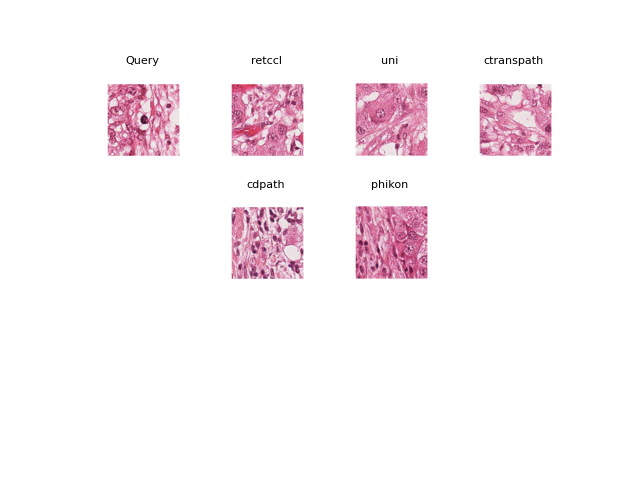 Query
retccl
uni
ctranspath
cdpath
phikon